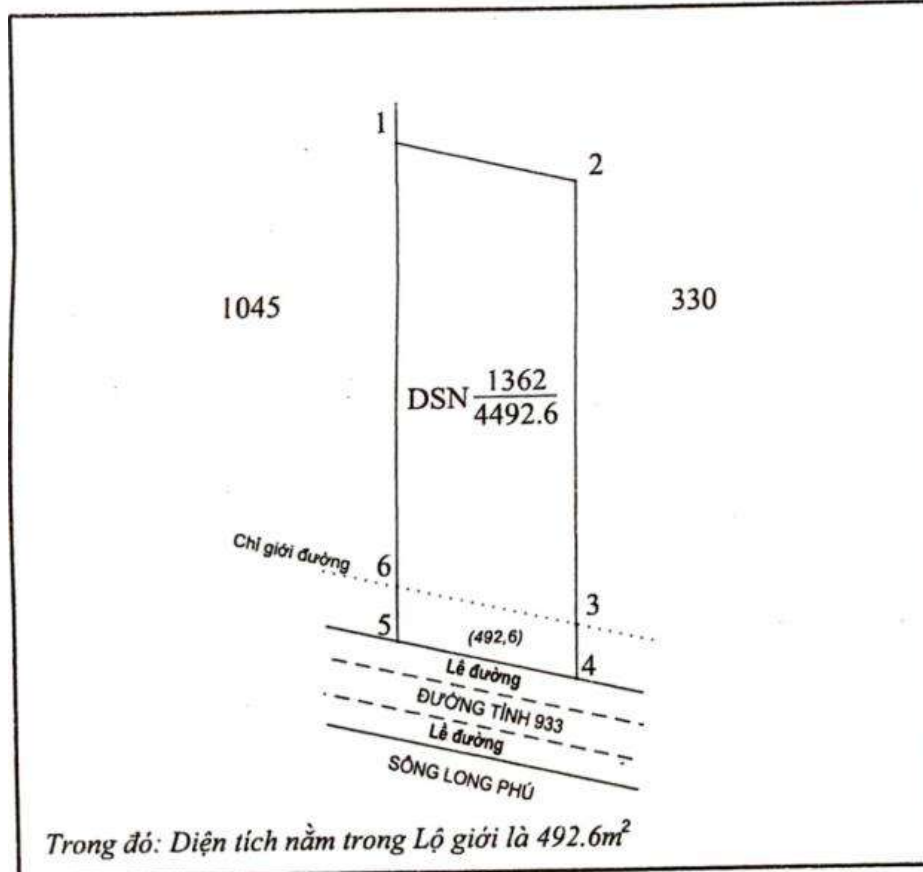 1
2
1045
330
DSN 1362
4492.6
Chỉ giới đường
6
3
5
(492,6)
4
Lề đường
ĐƯỜNG TỈNH 933
Lề đường
SÔNG LONG PHÚ
Trong đó: Diện tích nằm trong Lộ giới là 492.6m²